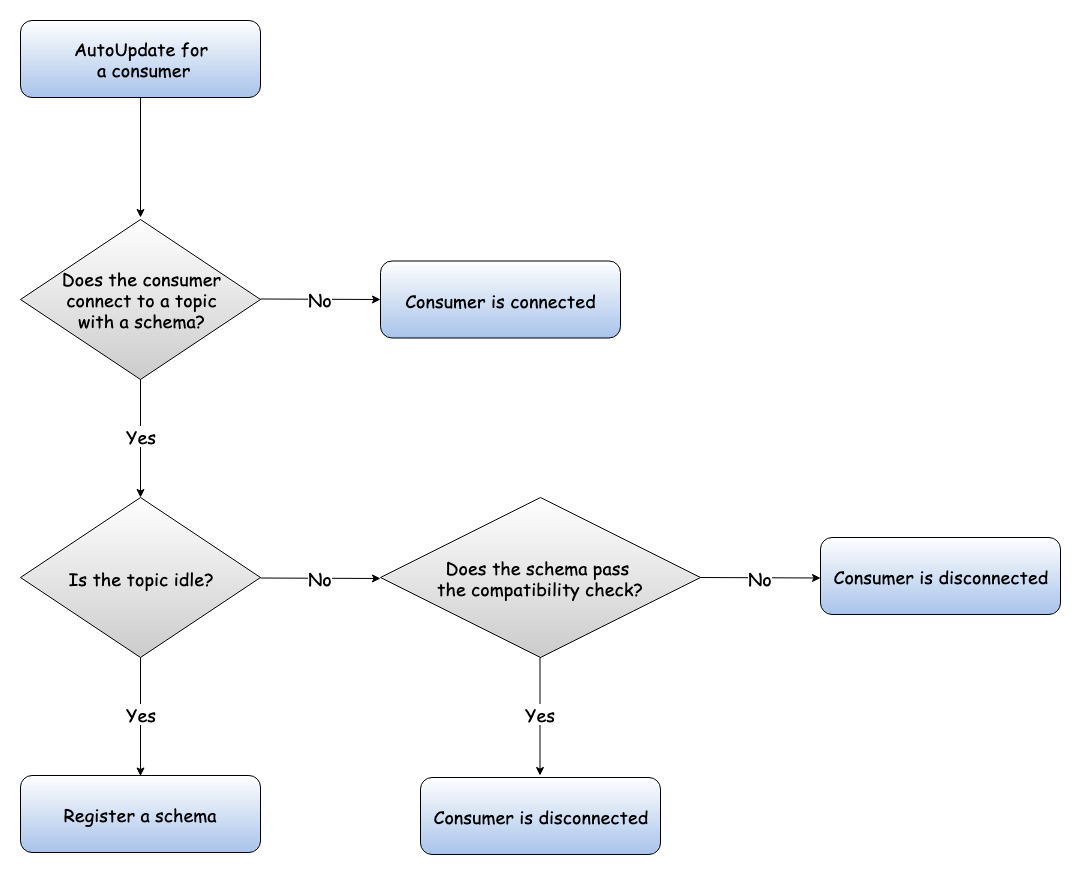 AutoUpdate for
a consumer
Does the consumer
connect to a topic
with a schema?
No
Consumer is connected
Yes
Is the topic idle?
No
Does the schema pass
the compatibility check?
No
Consumer is disconnected
Yes
Yes
Register a schema
Consumer is disconnected